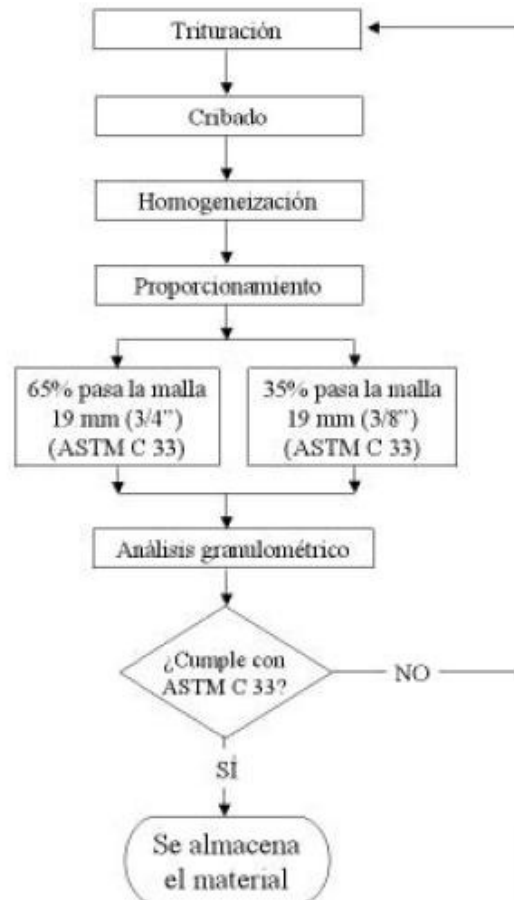 Trituración
Cribado
Homogeneización
Proporcionamiento
65% pasa la malla
19 mm (3/4”)
(ASTM C 33)
35% pasa la malla
19 mm (3/8”)
(ASTM C 33)
Análisis granulométrico
¿Cumple con
ASTM C 33?
NO
SÍ
Se almacena
el material